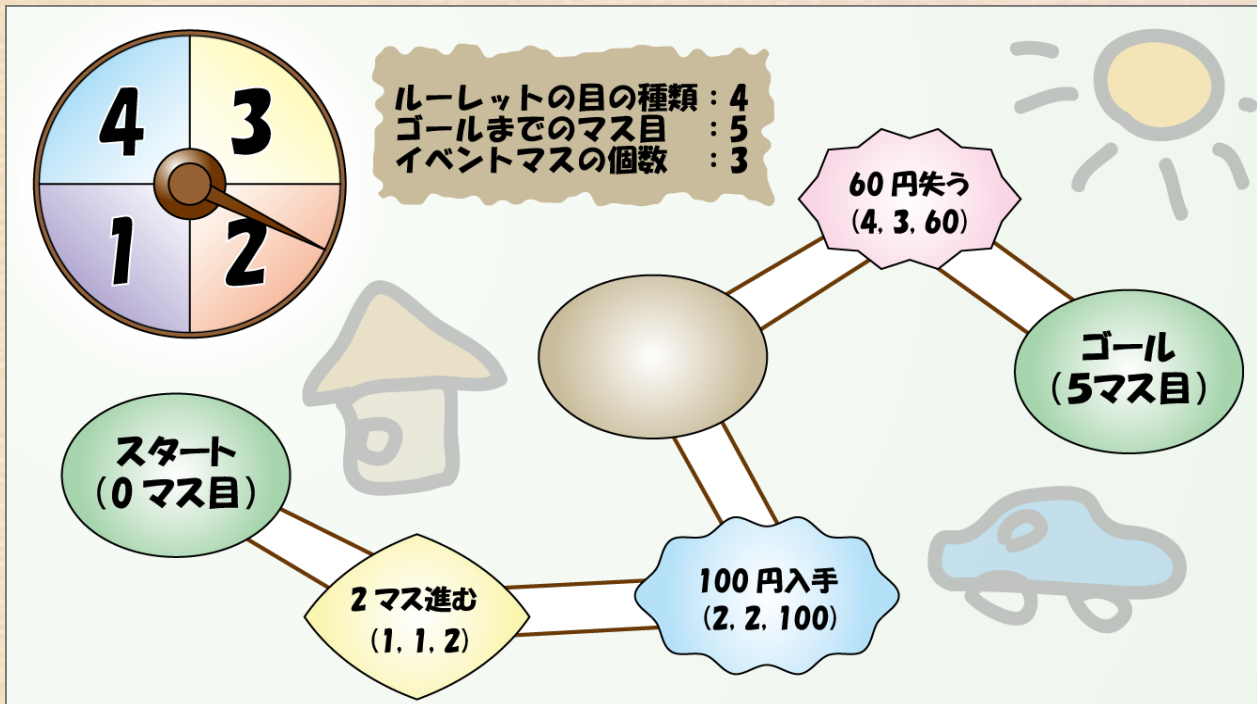 4
3
1
2
ルーレットの目の種類：4
ゴールまでのマス目：5
イベントマスの個数：3
60円失う
(4, 3, 60)
ゴール
(5マス目)
スタート
(0マス目)
2マス進む
(1, 1, 2)
100円入手
(2, 2, 100)